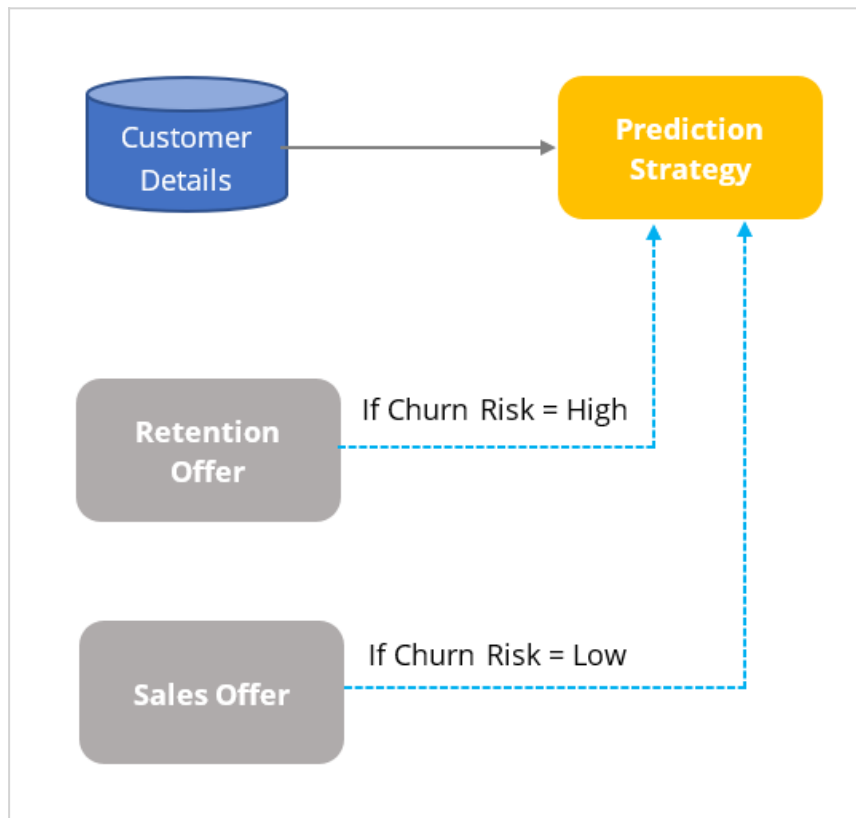 Customer
Details
Prediction
Strategy
If Churn Risk = High
Retention
Offer
If Churn Risk = Low
Sales Offer